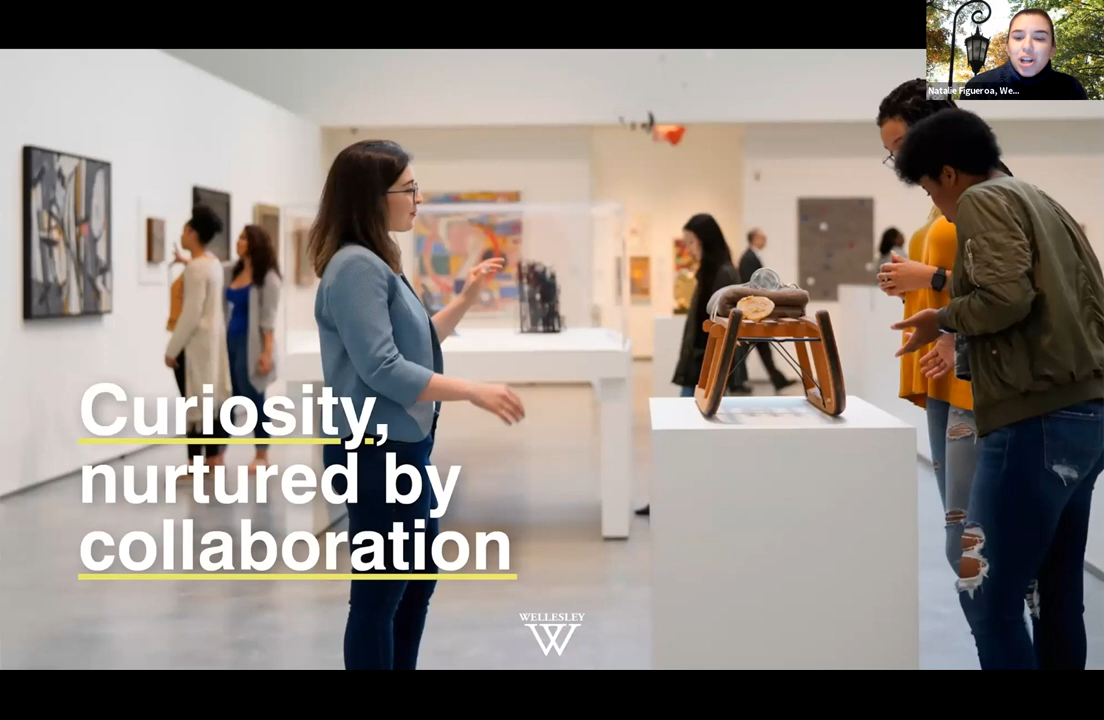 Natalie Figueroa, We...
Curiosity,
nurtured by
collaboration
WELLESLEY
W